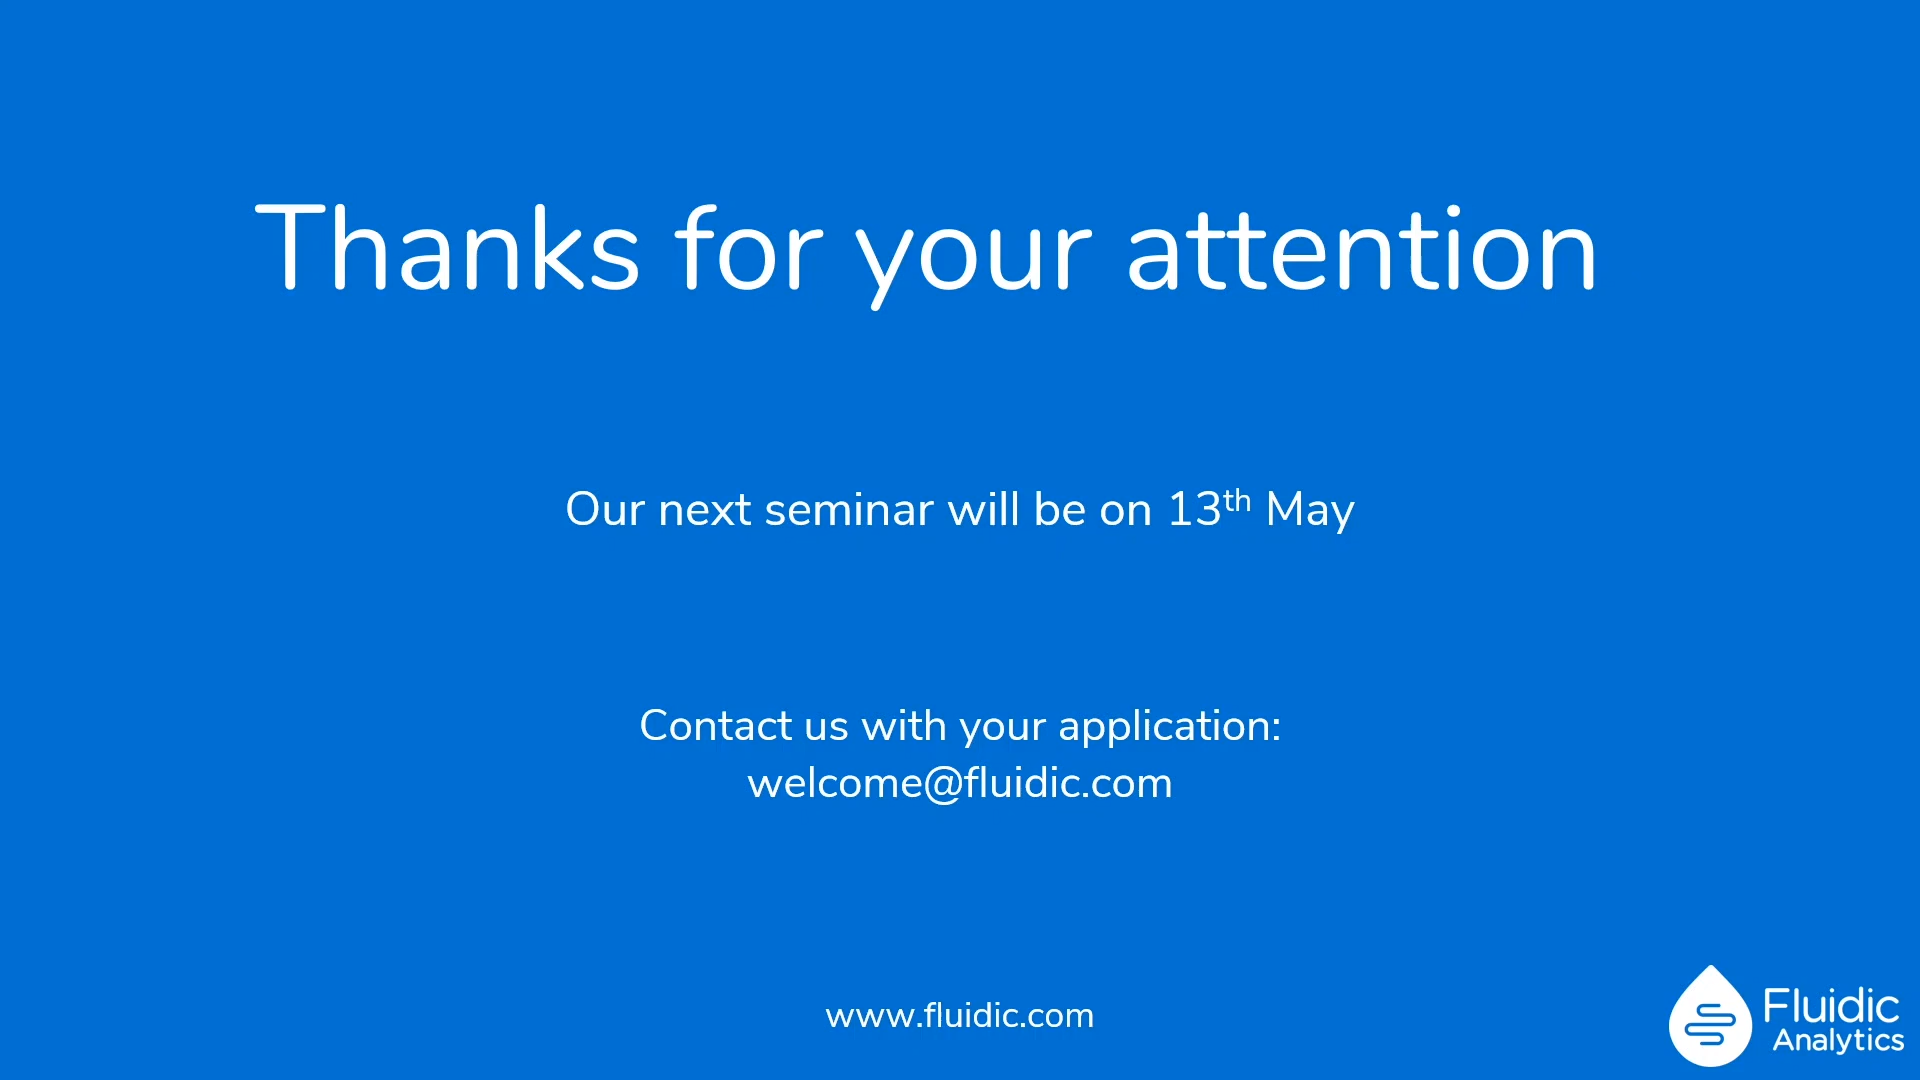 Thanks for your attention
Our next seminar will be on 13th May
Contact us with your application:
welcome@fluidic.com
www.fluidic.com
Fluidic
Analytics